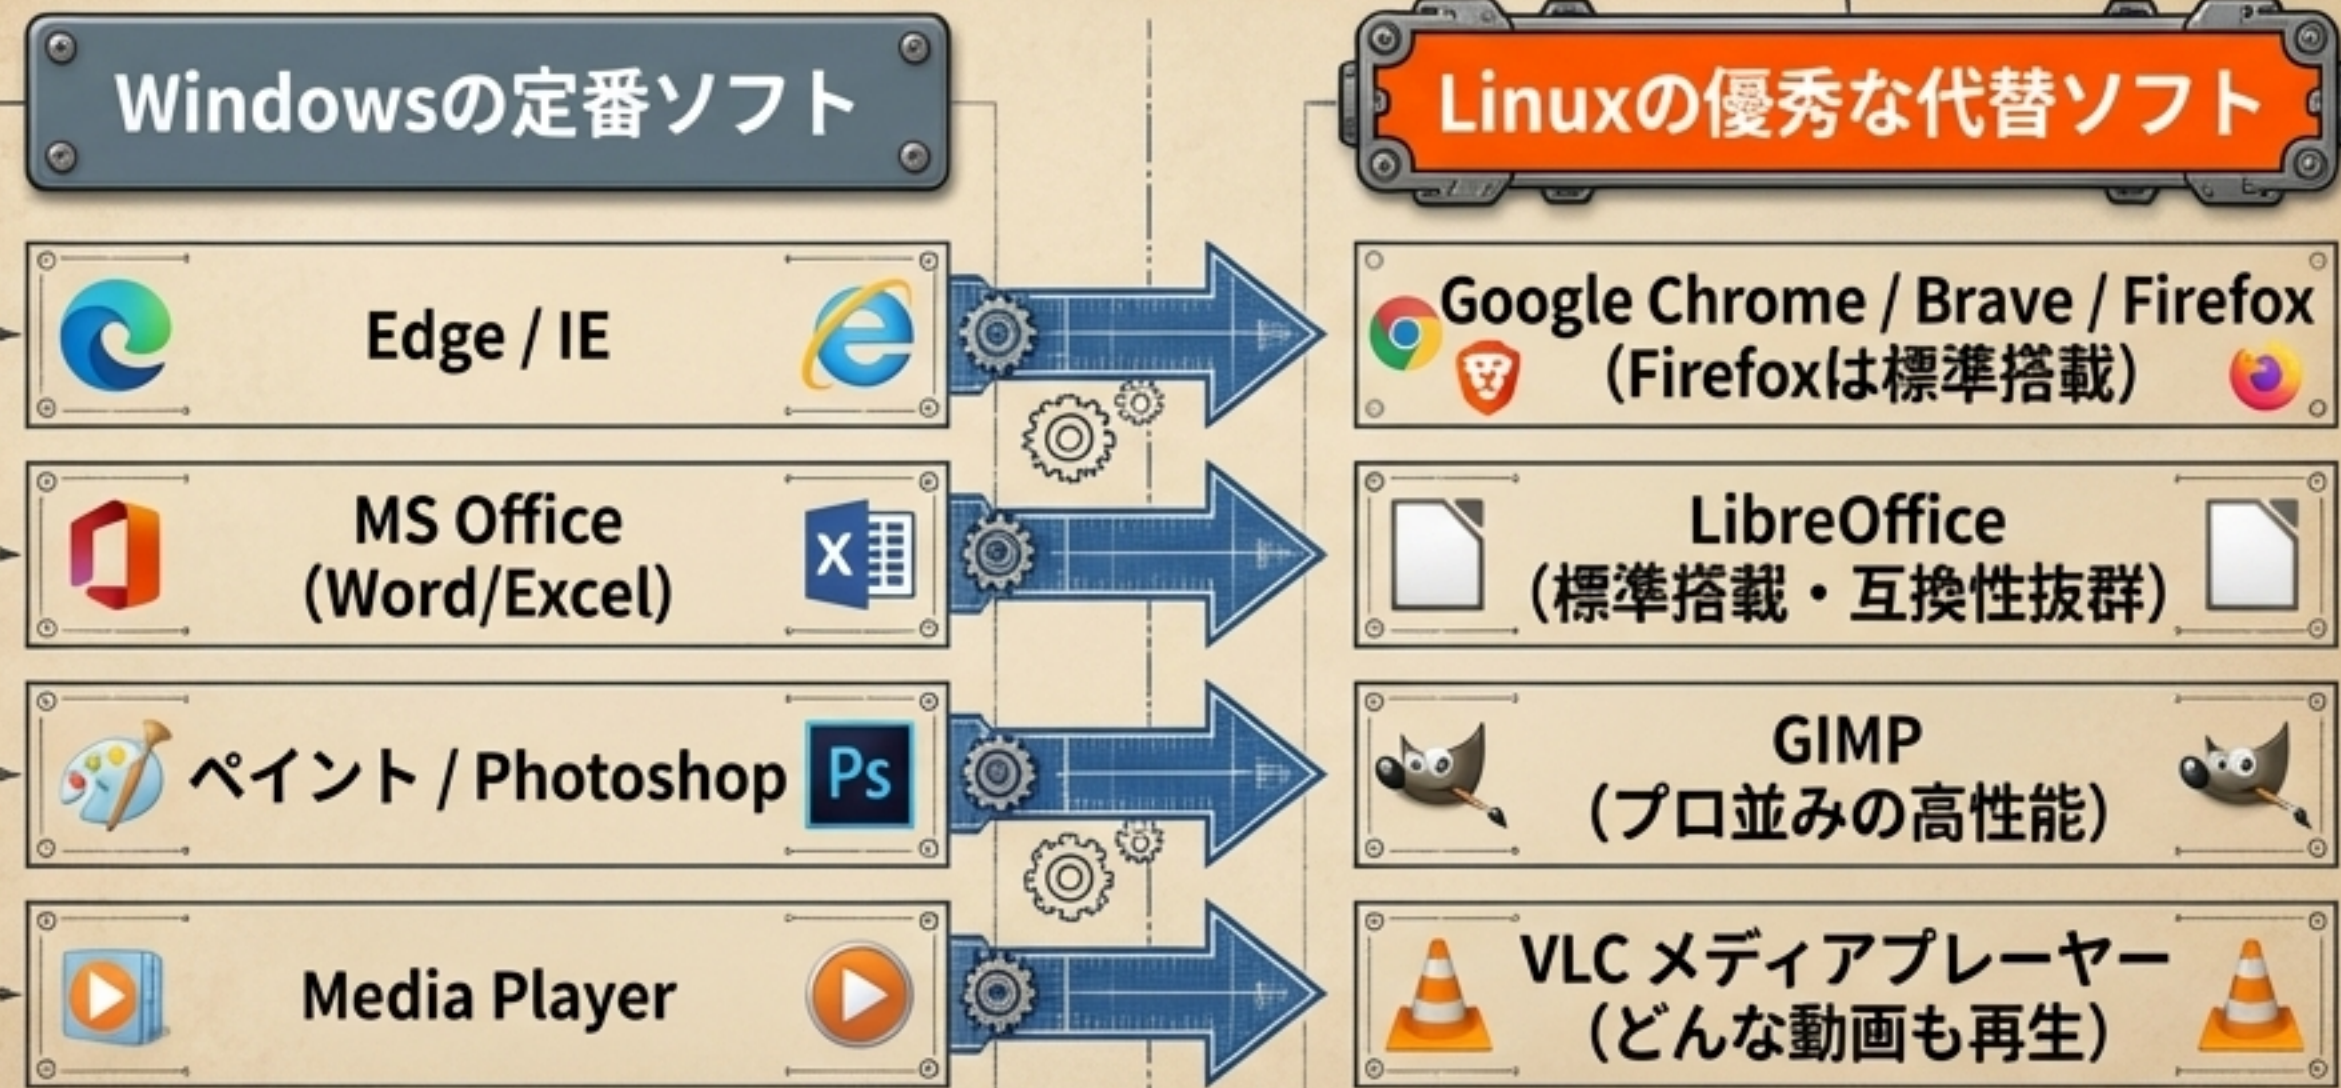 Windowsの定番ソフト
Linuxの優秀な代替ソフト
Edge / IE
Google Chrome / Brave / Firefox
（Firefoxは標準搭載）
MS Office
（Word/Excel）
X
LibreOffice
（標準搭載・互換性抜群）
ペイント / Photoshop
Ps
GIMP
（プロ並みの高性能）
Media Player
VLC メディアプレーヤー
（どんな動画も再生）